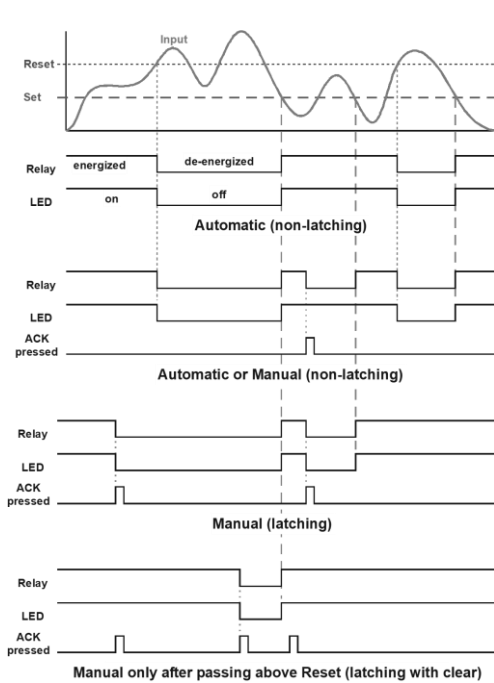 Input
Reset
Set
Relay energized de-energized
LED on off
Automatic (non-latching)
Relay
LED
ACK
pressed
Automatic or Manual (non-latching)
Relay
LED
ACK
pressed
Manual (latching)
Relay
LED
ACK
pressed
Manual only after passing above Reset (latching with clear)